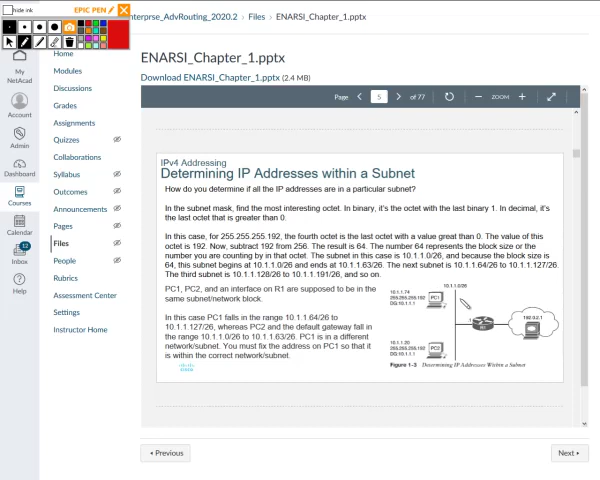 hide ink
EPIC PEN
nterprse_AdvRouting_2020.2 › Files › ENARSI_Chapter_1.pptx
My NetAcad
Account
Admin
Dashboard
Courses
Calendar
12
Inbox
Help
Home
Modules
Discussions
Grades
Assignments
Quizzes
Collaborations
Syllabus
Outcomes
Announcements
Pages
Files
People
Rubrics
Assessment Center
Settings
Instructor Home
ENARSI_Chapter_1.pptx
Download ENARSI_Chapter_1.pptx (2.4 MB)
Page < 5 > of 77 ZOOM
IPv4 Addressing
Determining IP Addresses within a Subnet
How do you determine if all the IP addresses are in a particular subnet?
In the subnet mask, find the most interesting octet. In binary, it's the octet with the last binary 1. In decimal, it's
the last octet that is greater than 0.
In this case, for 255.255.255.192, the fourth octet is the last octet with a value great than 0. The value of this
octet is 192. Now, subtract 192 from 256. The result is 64. The number 64 represents the block size or the
number you are counting by in that octet. The subnet in this case is 10.1.1.0/26, and because the block size is
64, this subnet begins at 10.1.1.0/26 and ends at 10.1.1.63/26. The next subnet is 10.1.1.64/26 to 10.1.1.127/26.
The third subnet is 10.1.1.128/26 to 10.1.1.191/26, and so on.
PC1, PC2, and an interface on R1 are supposed to be in the
same subnet/network block.
In this case PC1 falls in the range 10.1.1.64/26 to
10.1.1.127/26, whereas PC2 and the default gateway fall in
the range 10.1.1.0/26 to 10.1.1.63/26. PC1 is in a different
network/subnet. You must fix the address on PC1 so that it
is within the correct network/subnet.
10.1.1.0/26
10.1.1.74
255.255.255.192
DG:10.1.1.1
PC1
.1
R1
192.0.2.1
10.1.1.20
255.255.255.192
DG:10.1.1.1
PC2
Figure 1-3 Determining IP Addresses Within a Subnet
◂ Previous
Next ▸